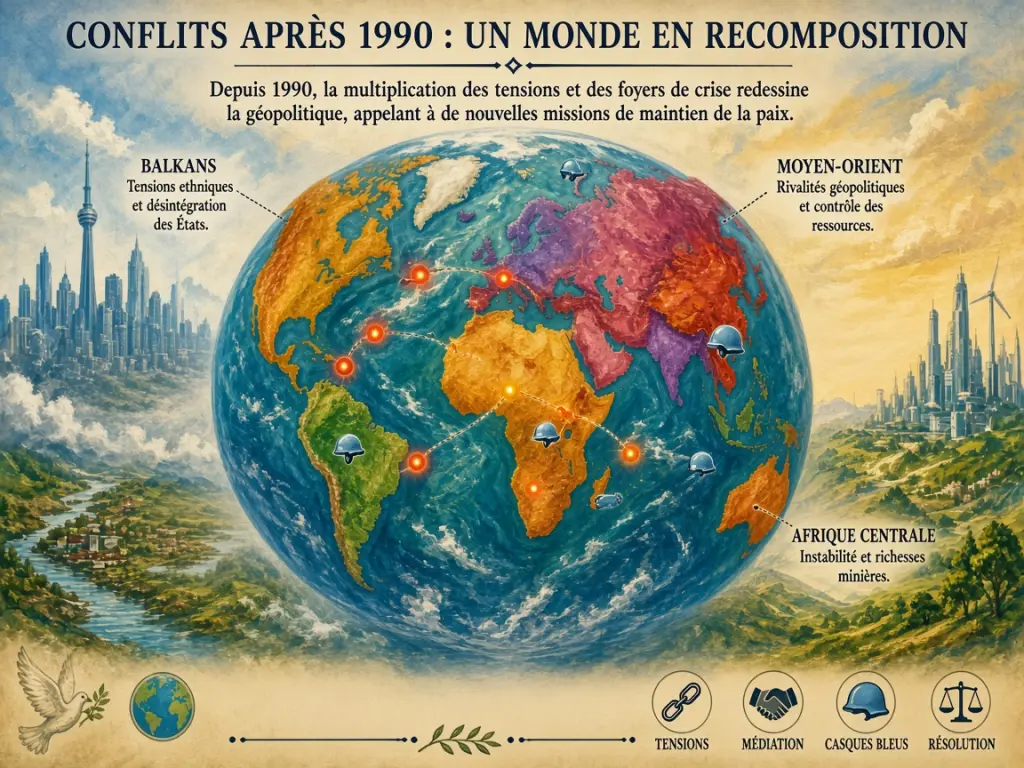 CONFLITS APRÈS 1990 : UN MONDE EN RECOMPOSITION
Depuis 1990, la multiplication des tensions et des foyers de crise redessine
la géopolitique, appelant à de nouvelles missions de maintien de la paix.
BALKANS
Tensions ethniques
et désintégration
des États.
MOYEN-ORIENT
Rivalités géopolitiques
et contrôle des
ressources.
AFRIQUE CENTRALE
Instabilité et richesses
minières.
TENSIONS
MÉDIATION
CASQUES BLEUS
RÉSOLUTION